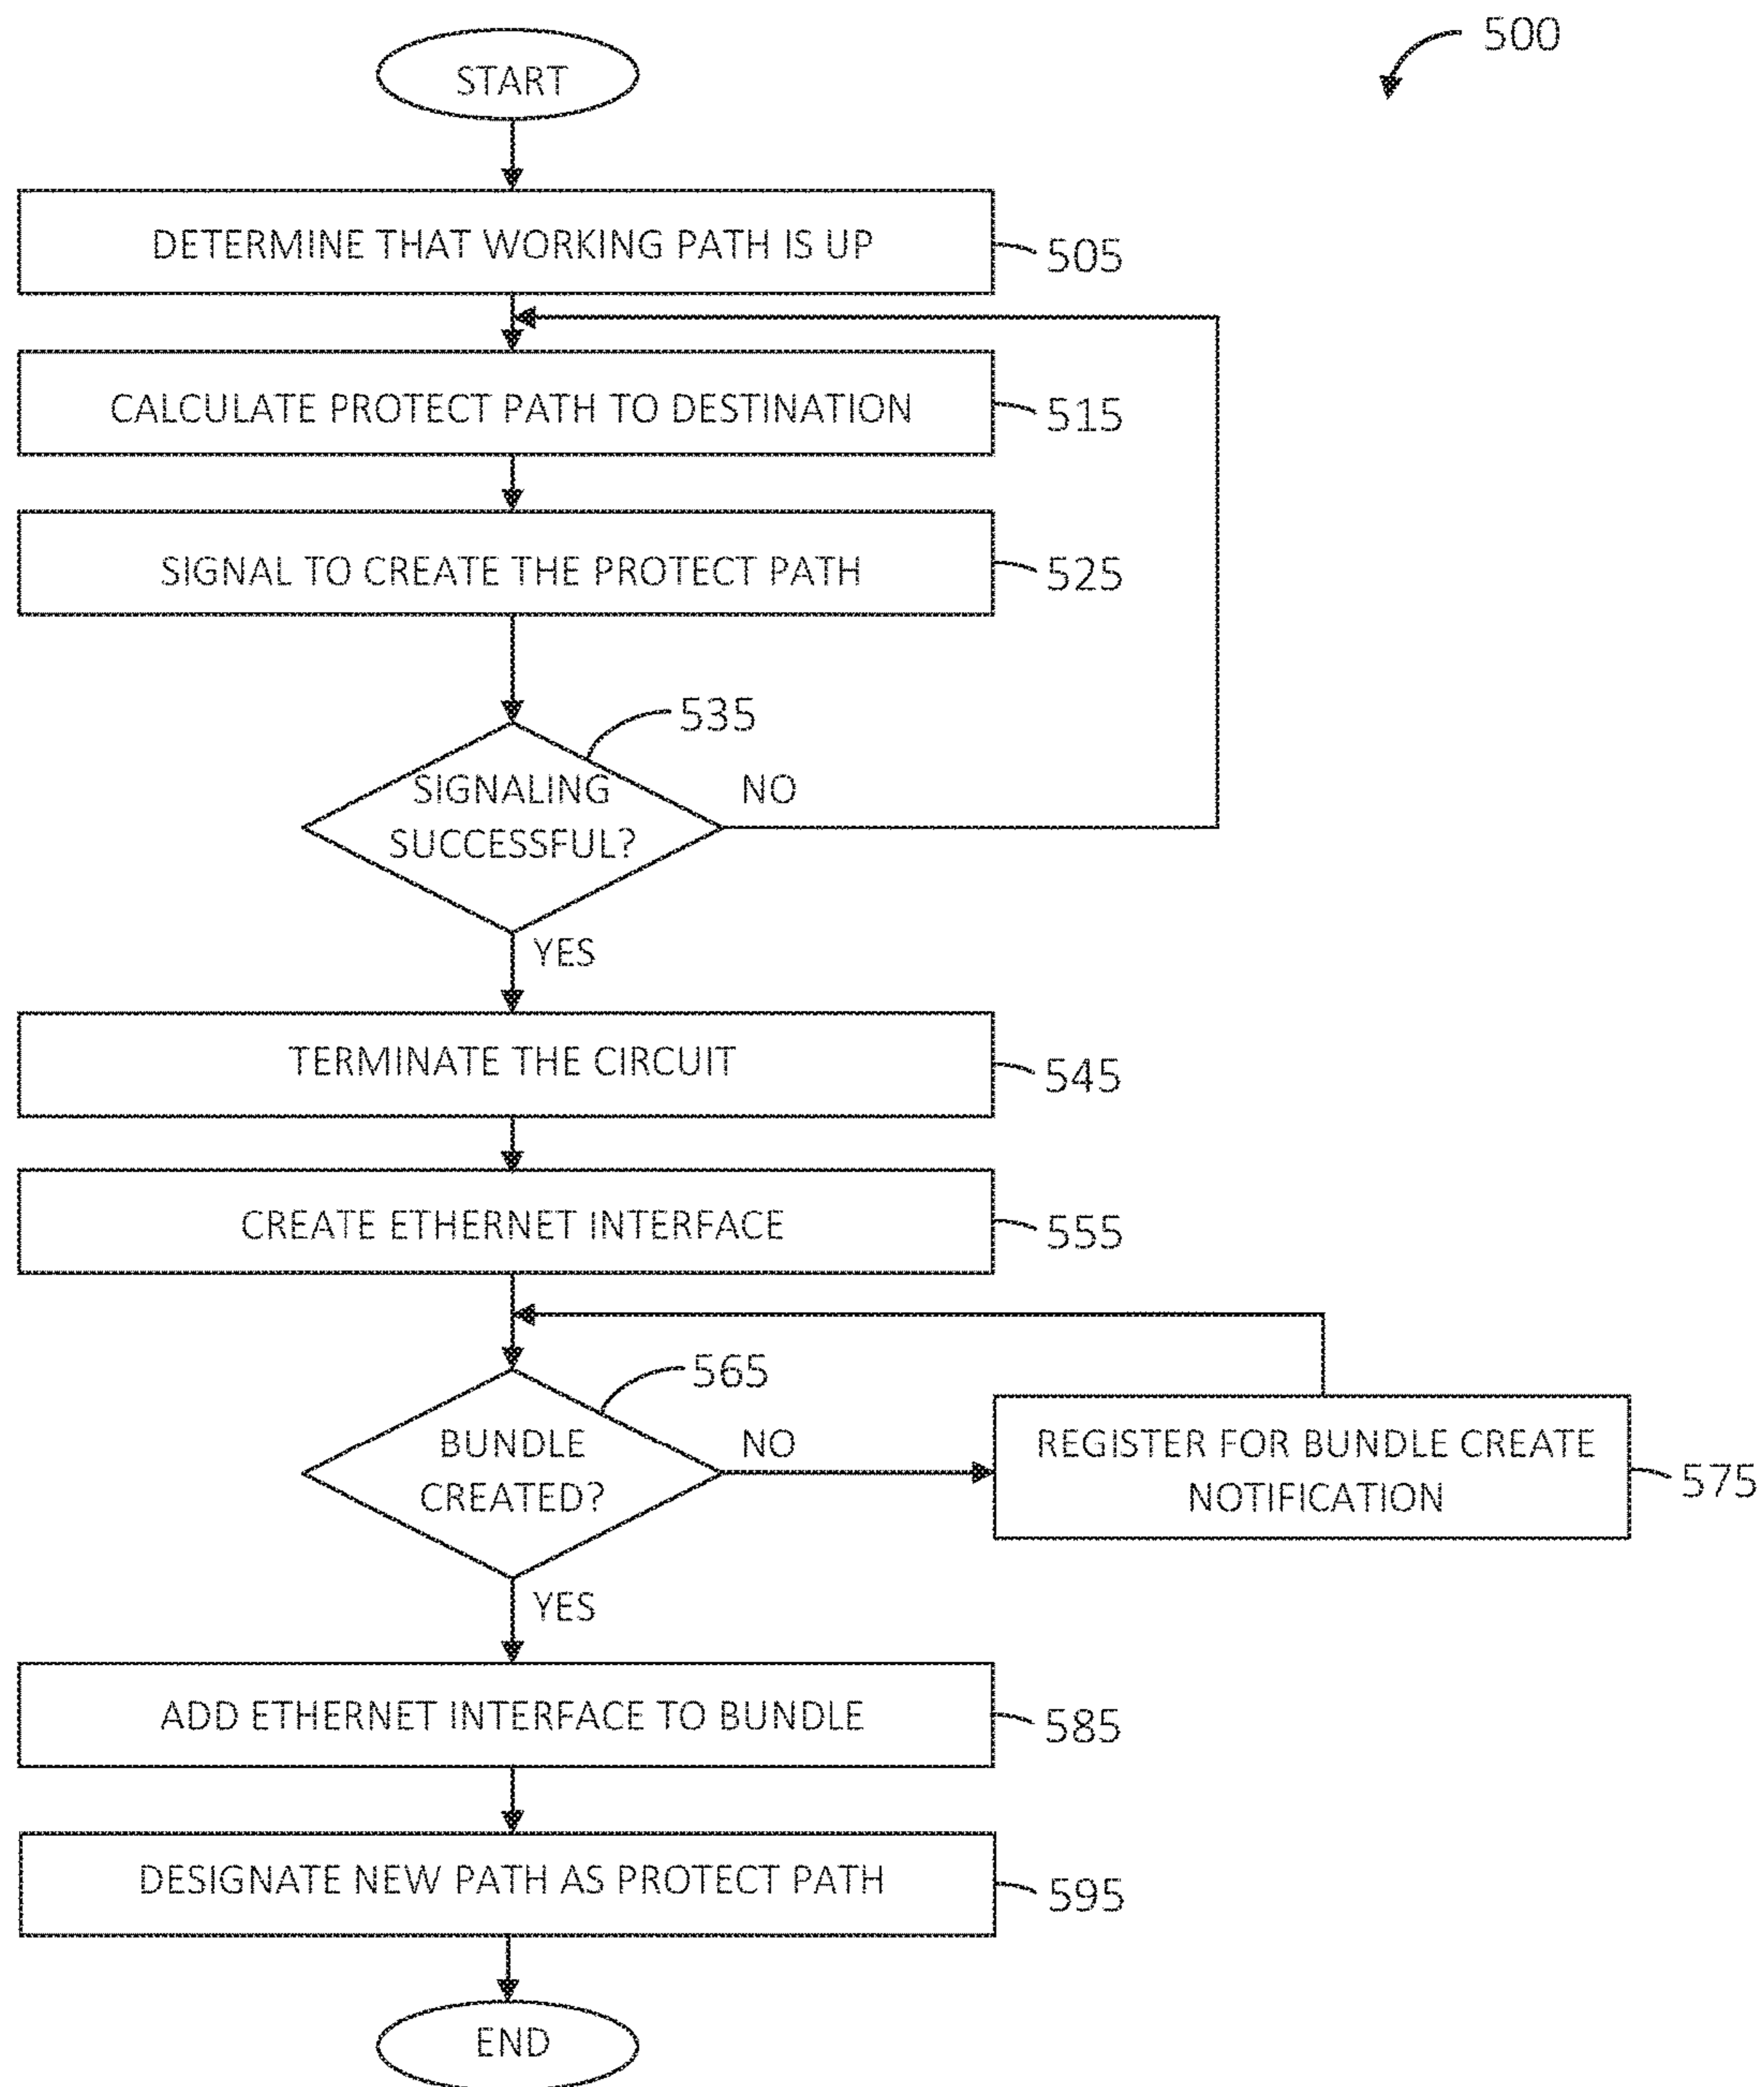 500
START
DETERMINE THAT WORKING PATH IS UP
505
CALCULATE PROTECT PATH TO DESTINATION
515
SIGNAL TO CREATE THE PROTECT PATH
525
535
SIGNALING
SUCCESSFUL?
NO
YES
TERMINATE THE CIRCUIT
545
CREATE ETHERNET INTERFACE
555
565
BUNDLE
CREATED?
NO
REGISTER FOR BUNDLE CREATE
NOTIFICATION
575
YES
ADD ETHERNET INTERFACE TO BUNDLE
585
DESIGNATE NEW PATH AS PROTECT PATH
595
END